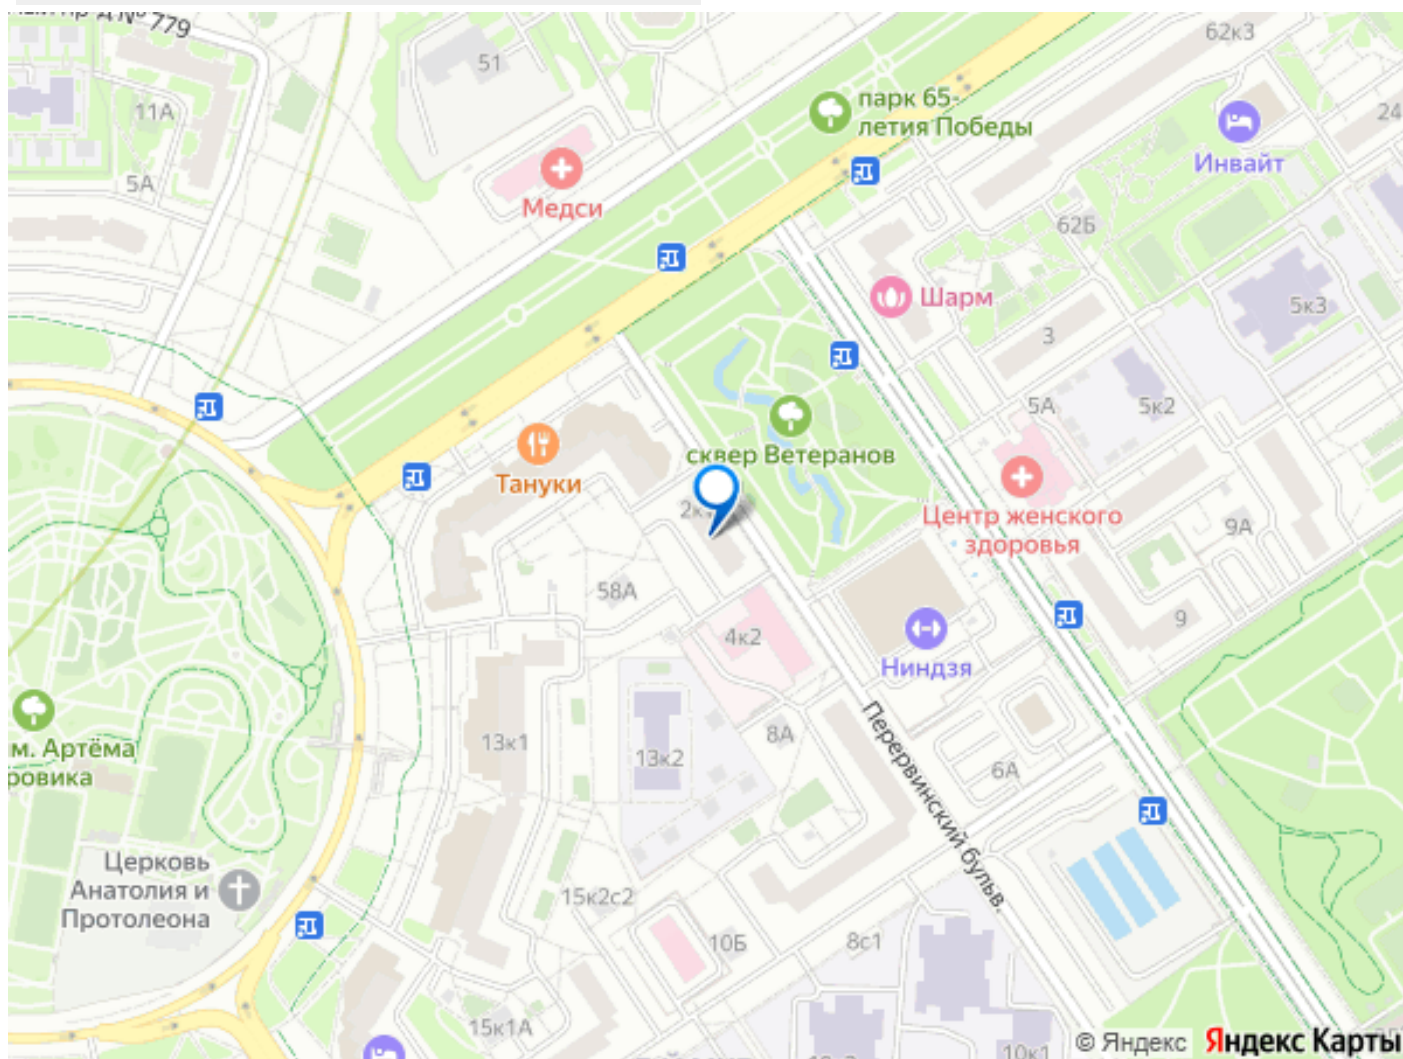 779
62к3
51
парк 65-
летия Победы
11А
24
Инвайт
Медси
5А
62Б
Шарм
5к3
3
5А
5к2
сквер Ветеранов
Тануки
Центр женского
здоровья
9А
58А
4к2
9
Ниндзя
м. Артёма
ровика
13к1
13к2
8А
6А
Перервинский бульв.
Церковь
Анатолия и
Протолеона
15к2с2
10Б
8с1
15к1А
10к1
© Яндекс Яндекс Карты